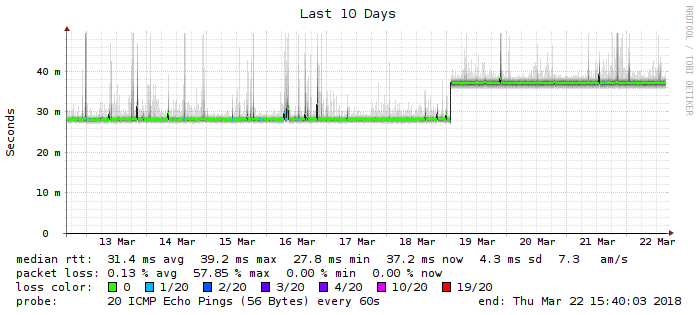 Last 10 Days
RRDTOOL / TOBI OETIKER
Seconds
40 m
30 m
20 m
10 m
0
13 Mar 14 Mar 15 Mar 16 Mar 17 Mar 18 Mar 19 Mar 20 Mar 21 Mar 22 Mar
median rtt: 31.4 ms avg 39.2 ms max 27.8 ms min 37.2 ms now 4.3 ms sd 7.3 am/s
packet loss: 0.13 % avg 57.85 % max 0.00 % min 0.00 % now
loss color: 0 1/20 2/20 3/20 4/20 10/20 19/20
probe: 20 ICMP Echo Pings (56 Bytes) every 60s end: Thu Mar 22 15:40:03 2018